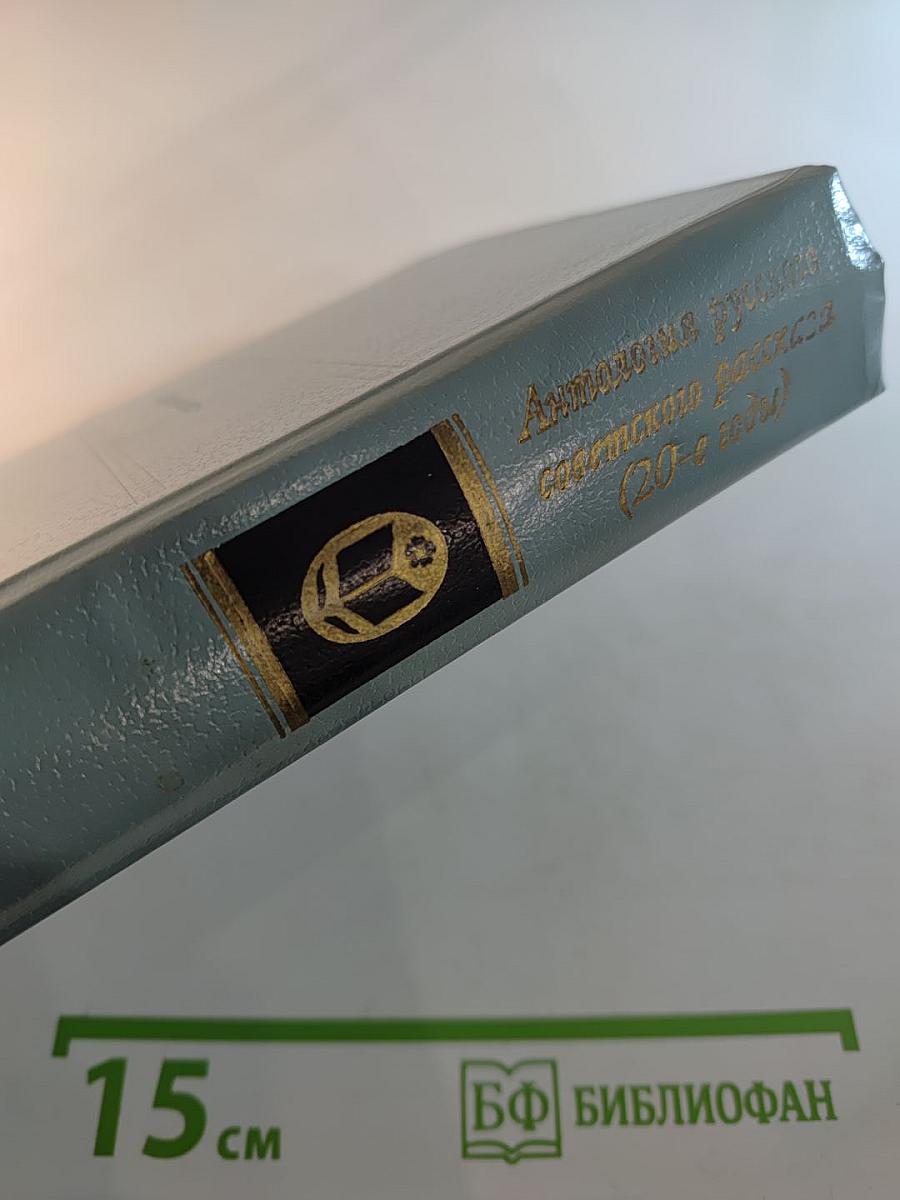 Антология русского
советского рассказа
(20-е годы)
15 см
БФ БИБЛИОФАН